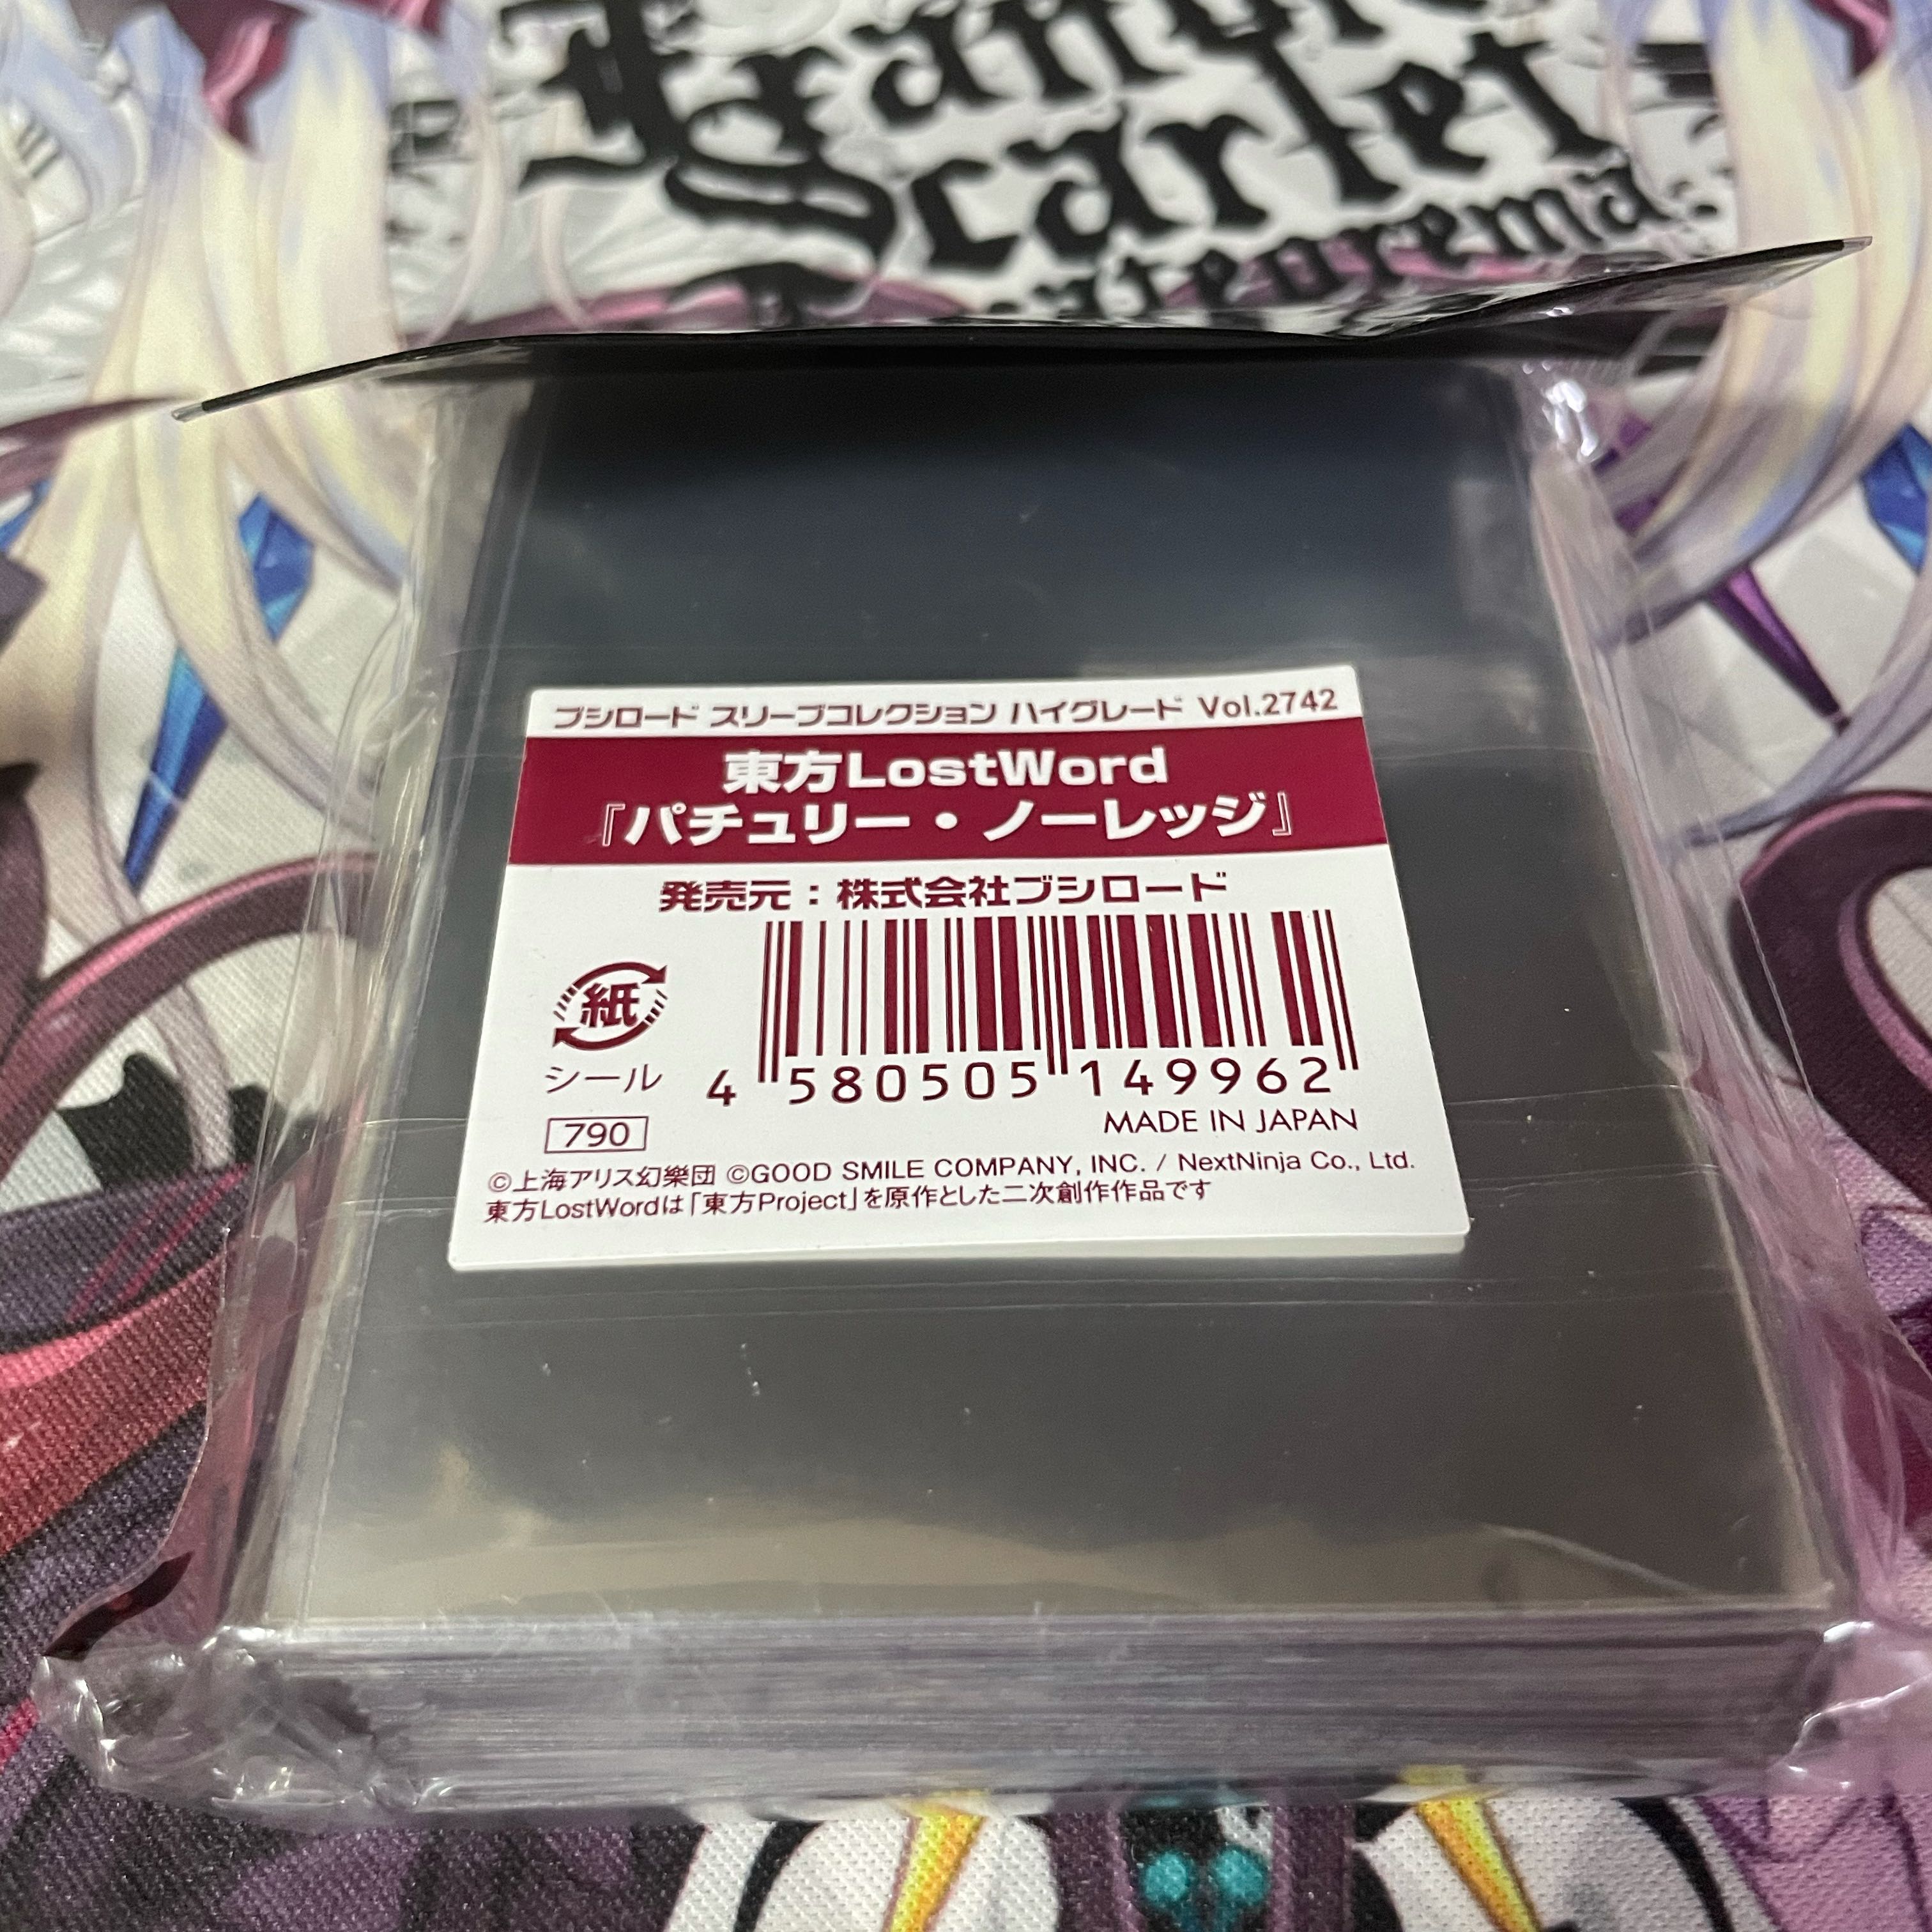 Scarlet
ブシロード スリーブコレクション ハイグレード Vol.2742
東方LostWord
『パチュリー・ノーレッジ』
発売元：株式会社ブシロード
紙
シール
4 580505 149962
790
MADE IN JAPAN
©上海アリス幻樂団 ©GOOD SMILE COMPANY, INC. / NextNinja Co., Ltd.
東方LostWordは「東方Project」を原作とした二次創作作品です